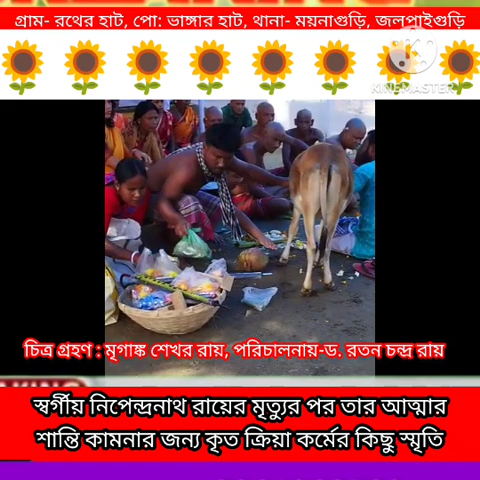 গ্রাম- রথের হাট, পো: ভাঙ্গার হাট, থানা- ময়নাগুড়ি, জলপাইগুড়ি
KINEMASTER
চিত্র গ্রহণ : মৃগাঙ্ক শেখর রায়, পরিচালনায়-ড. রতন চন্দ্র রায়
স্বর্গীয় নিপেন্দ্রনাথ রায়ের মৃত্যুর পর তার আত্মার
শান্তি কামনার জন্য কৃত ক্রিয়া কর্মের কিছু স্মৃতি